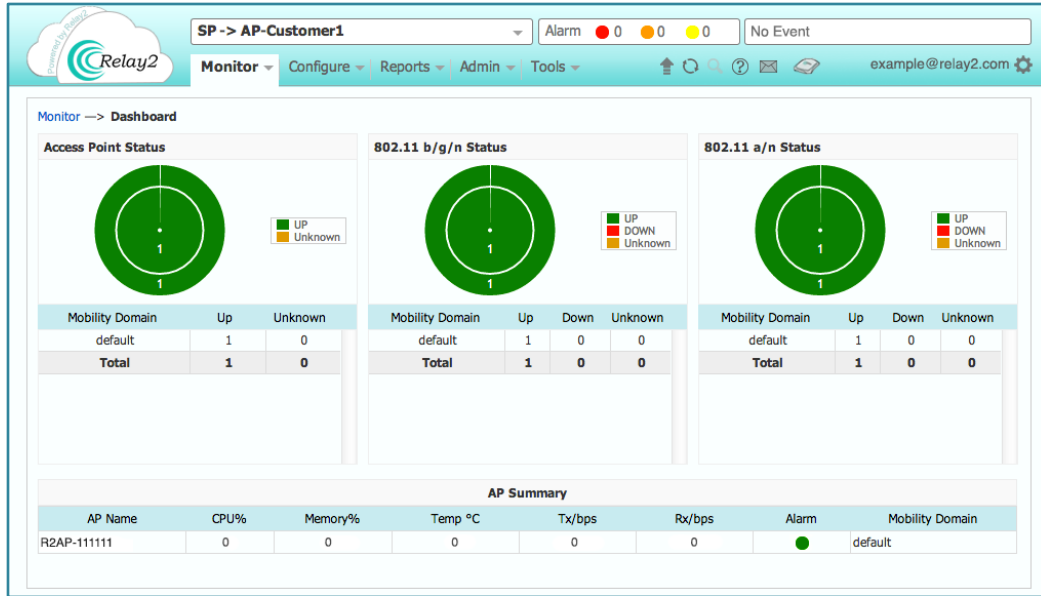 Powered by Relay2
Relay2
SP -> AP-Customer1
Alarm 0 0 0
No Event
Monitor Configure Reports Admin Tools
example@relay2.com
Monitor —> Dashboard
Access Point Status
1
1
UP
Unknown
Mobility Domain Up Unknown
default 1 0
Total 1 0
802.11 b/g/n Status
1
1
UP
DOWN
Unknown
Mobility Domain Up Down Unknown
default 1 0 0
Total 1 0 0
802.11 a/n Status
1
1
UP
DOWN
Unknown
Mobility Domain Up Down Unknown
default 1 0 0
Total 1 0 0
AP Summary
AP Name CPU% Memory% Temp °C Tx/bps Rx/bps Alarm Mobility Domain
R2AP-111111 0 0 0 0 0 default